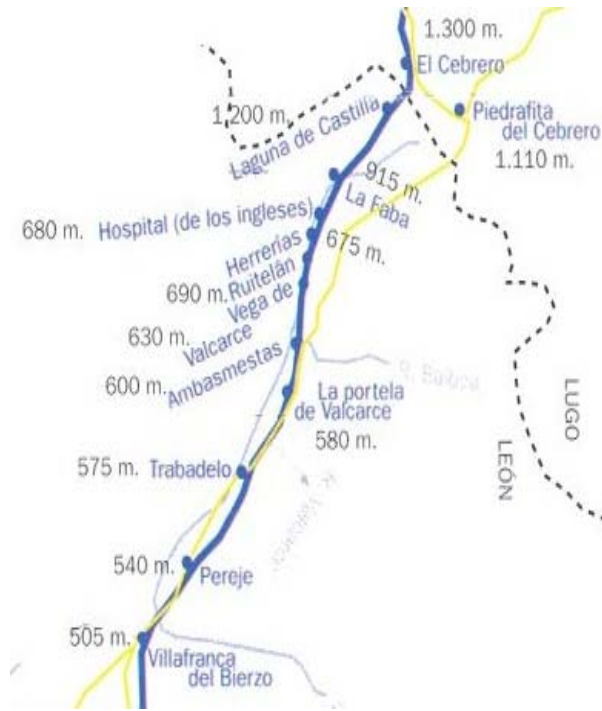 1.300 m.
El Cebrero
1.200 m.
Laguna de Castilla
Piedrafita
del Cebrero
1.110 m.
915 m.
La Faba
680 m.
Hospital (de los ingleses)
Herrerías
675 m.
Ruitelán
690 m.
Vega de
Valcarce
630 m.
Ambasmestas
600 m.
La portela
de Valcarce
580 m.
R. Balboa
LUGO
LEÓN
575 m.
Trabadelo
R. Valcarce
540 m.
Pereje
505 m.
Villafranca
del Bierzo